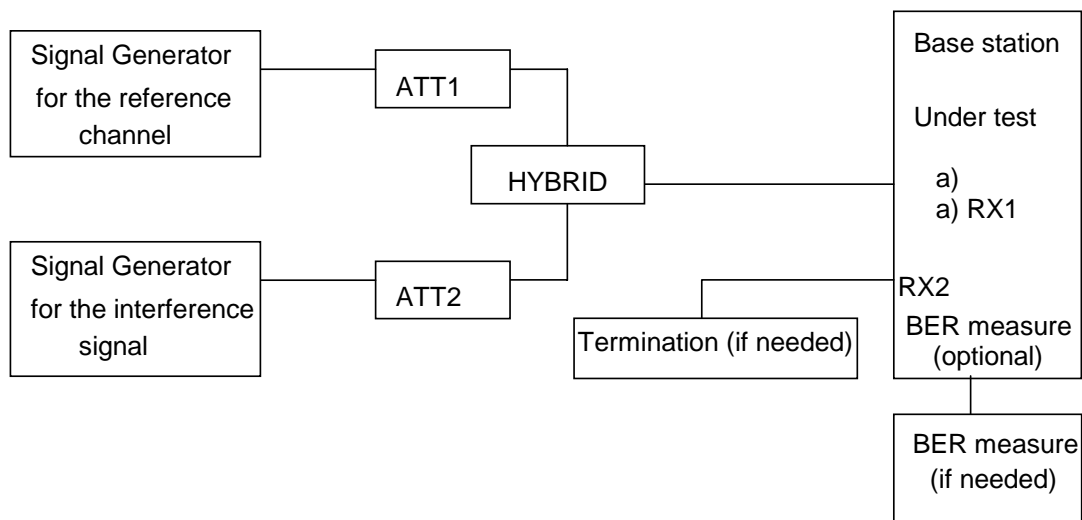 Signal Generator
for the reference
channel
ATT1
HYBRID
Signal Generator
for the interference
signal
ATT2
Termination (if needed)
Base station
Under test
a)
a) RX1
RX2
BER measure
(optional)
BER measure
(if needed)